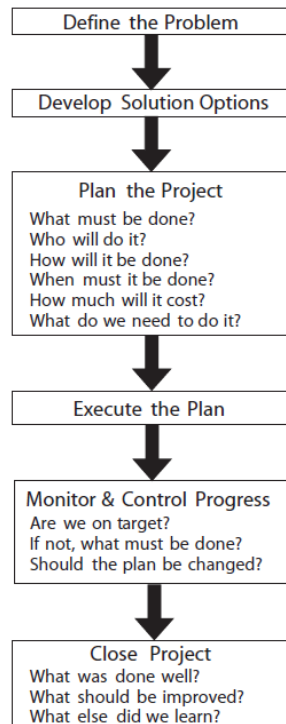 Define the Problem
Develop Solution Options
Plan the Project
What must be done?
Who will do it?
How will it be done?
When must it be done?
How much will it cost?
What do we need to do it?
Execute the Plan
Monitor & Control Progress
Are we on target?
If not, what must be done?
Should the plan be changed?
Close Project
What was done well?
What should be improved?
What else did we learn?